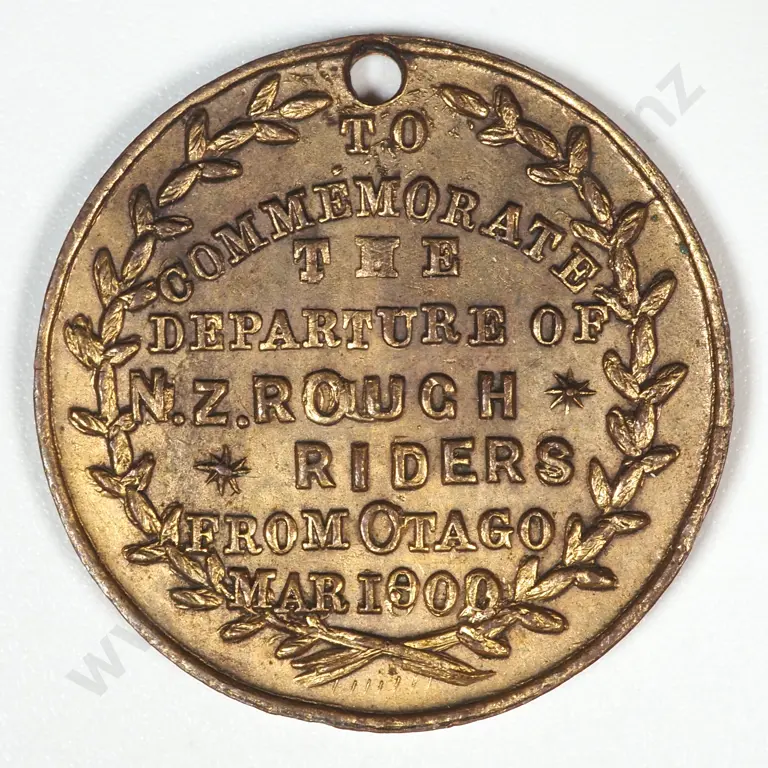 TO
COMMEMORATE
THE
DEPARTURE OF
N.Z. ROUGH
RIDERS
FROM OTAGO
MAR 1900